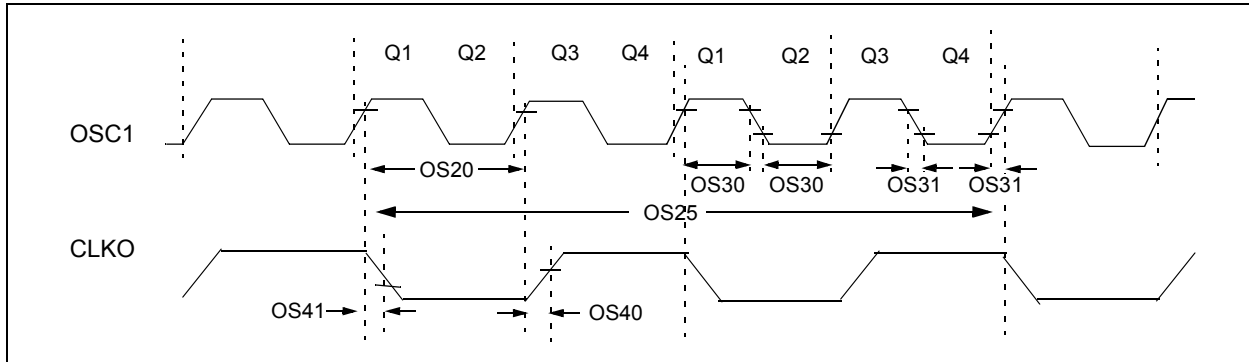 Q1 Q2 Q3 Q4 Q1 Q2 Q3 Q4
OSC1
OS20 OS30 OS30 OS31 OS31
OS25
CLKO
OS41 OS40